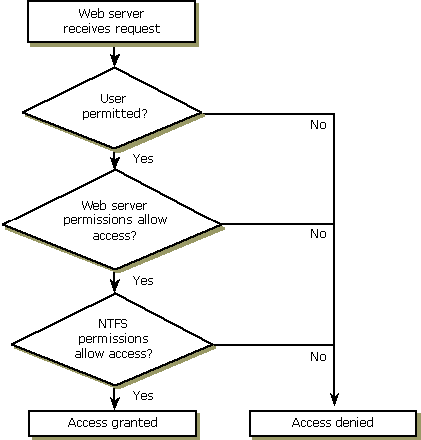 Web server
receives request
User
permitted?
No
Yes
Web server
permissions allow
access?
No
Yes
NTFS
permissions
allow access?
No
Yes
Access granted
Access denied